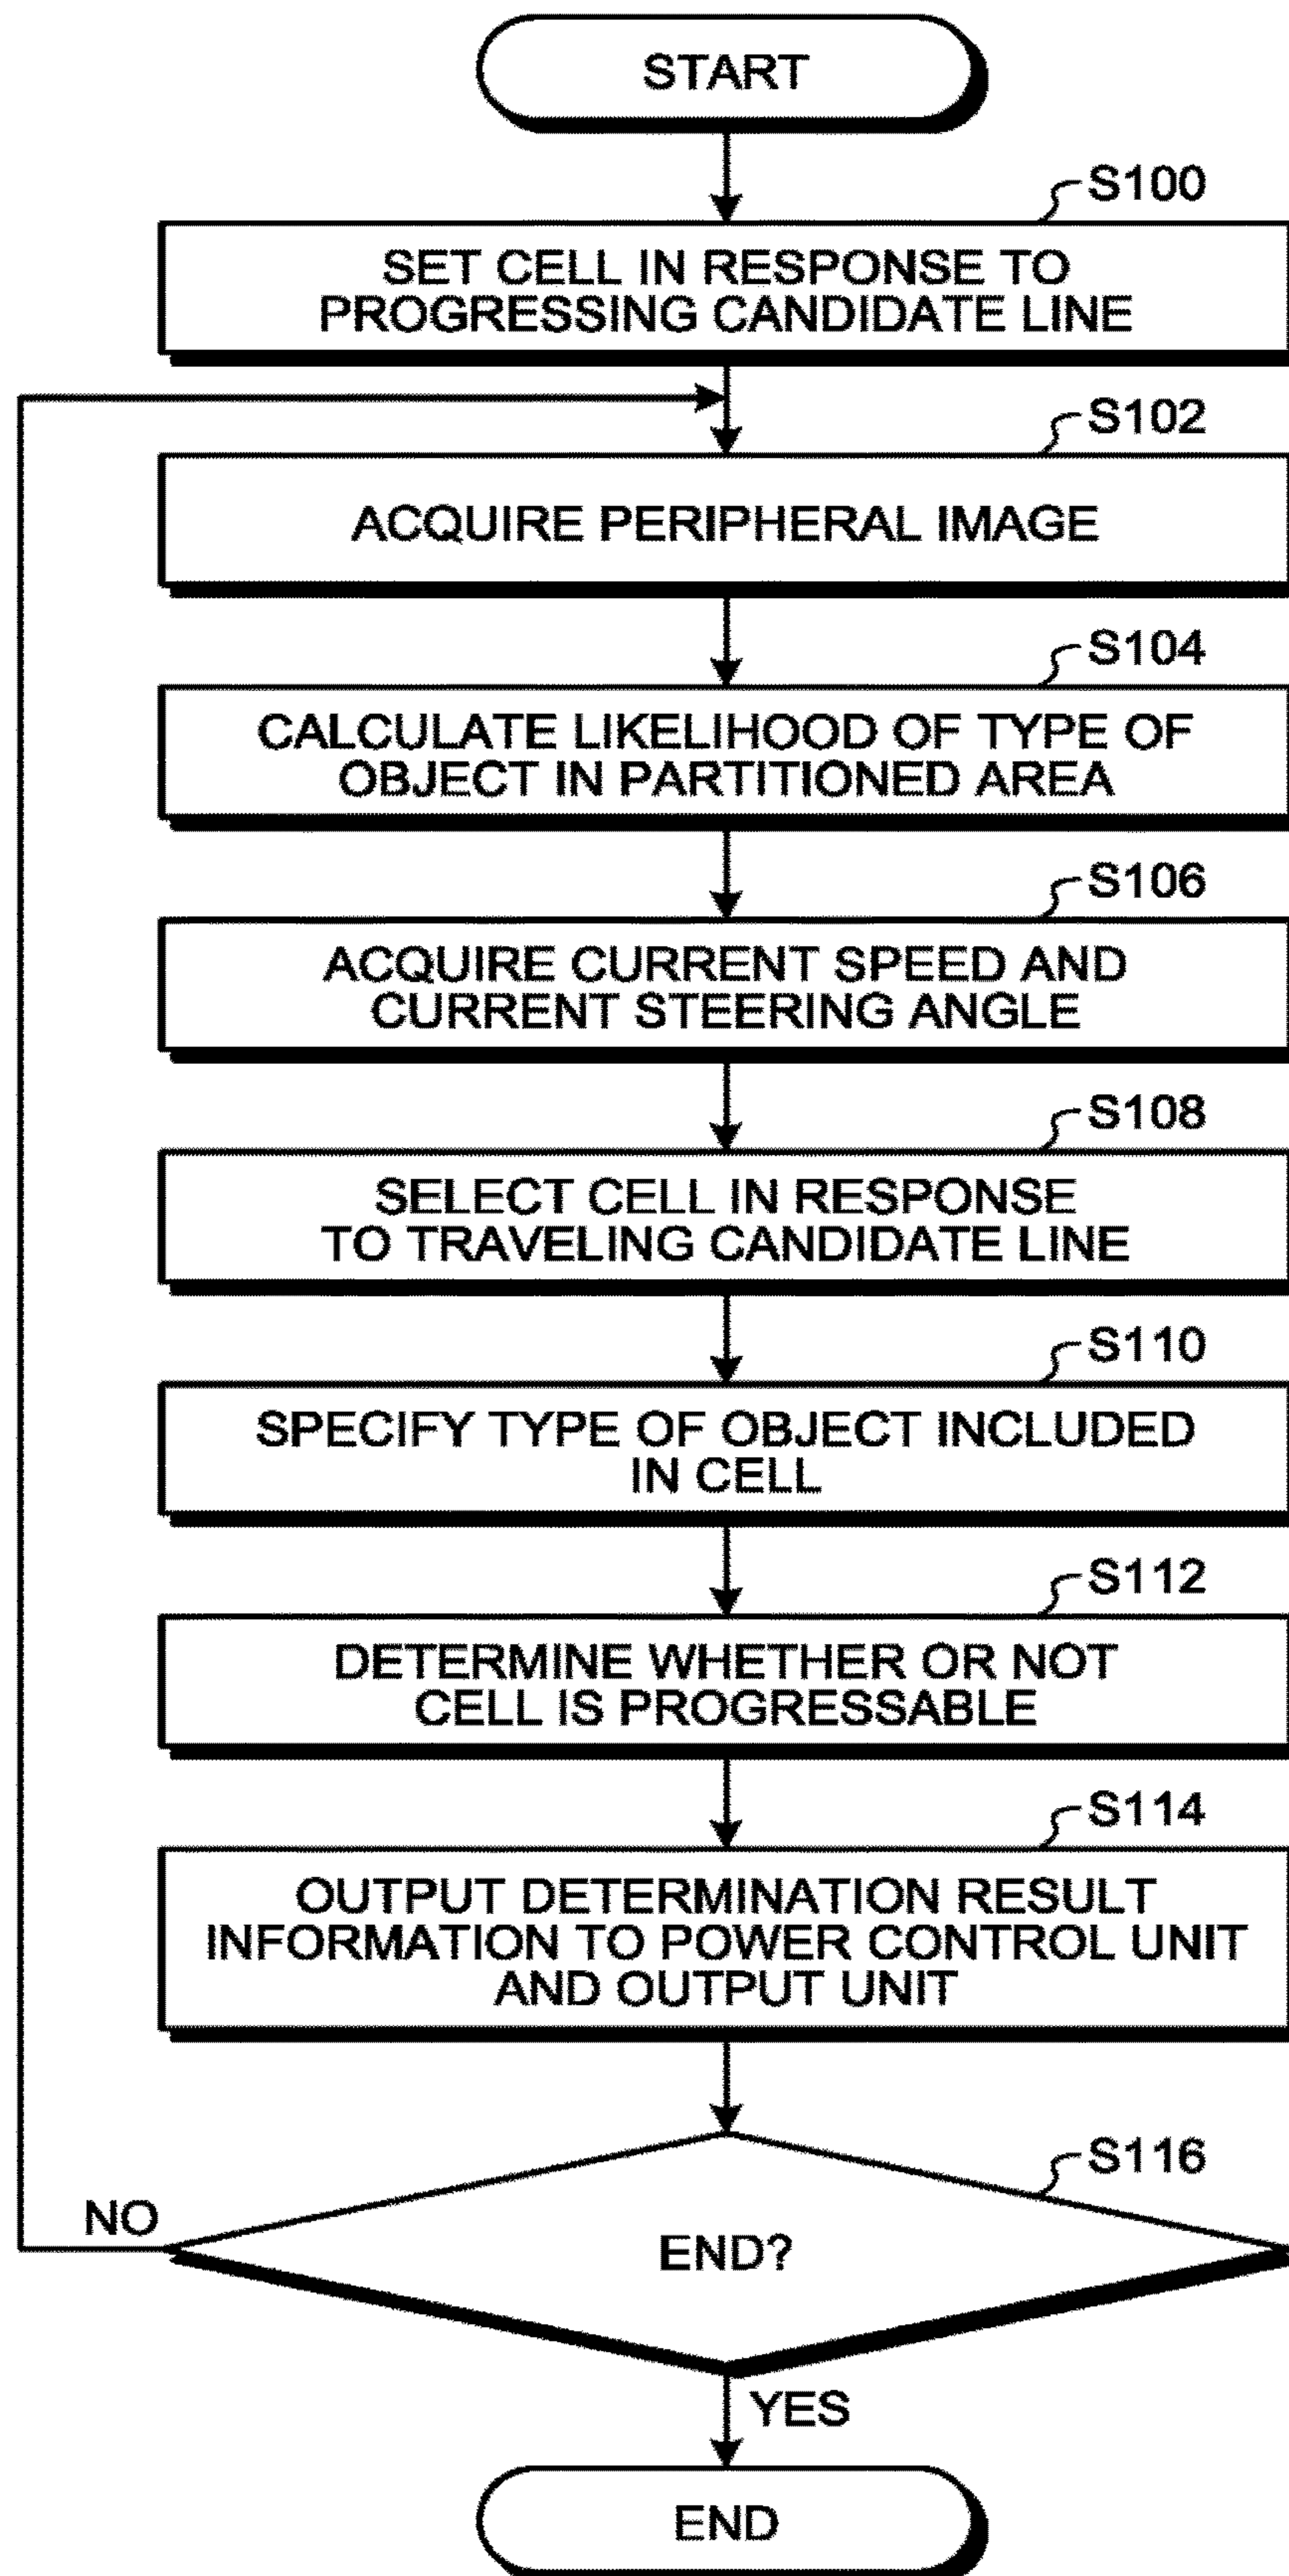 START
S100
SET CELL IN RESPONSE TO
PROGRESSING CANDIDATE LINE
S102
ACQUIRE PERIPHERAL IMAGE
S104
CALCULATE LIKELIHOOD OF TYPE OF
OBJECT IN PARTITIONED AREA
S106
ACQUIRE CURRENT SPEED AND
CURRENT STEERING ANGLE
S108
SELECT CELL IN RESPONSE
TO TRAVELING CANDIDATE LINE
S110
SPECIFY TYPE OF OBJECT INCLUDED
IN CELL
S112
DETERMINE WHETHER OR NOT
CELL IS PROGRESSABLE
S114
OUTPUT DETERMINATION RESULT
INFORMATION TO POWER CONTROL UNIT
AND OUTPUT UNIT
S116
NO
END?
YES
END